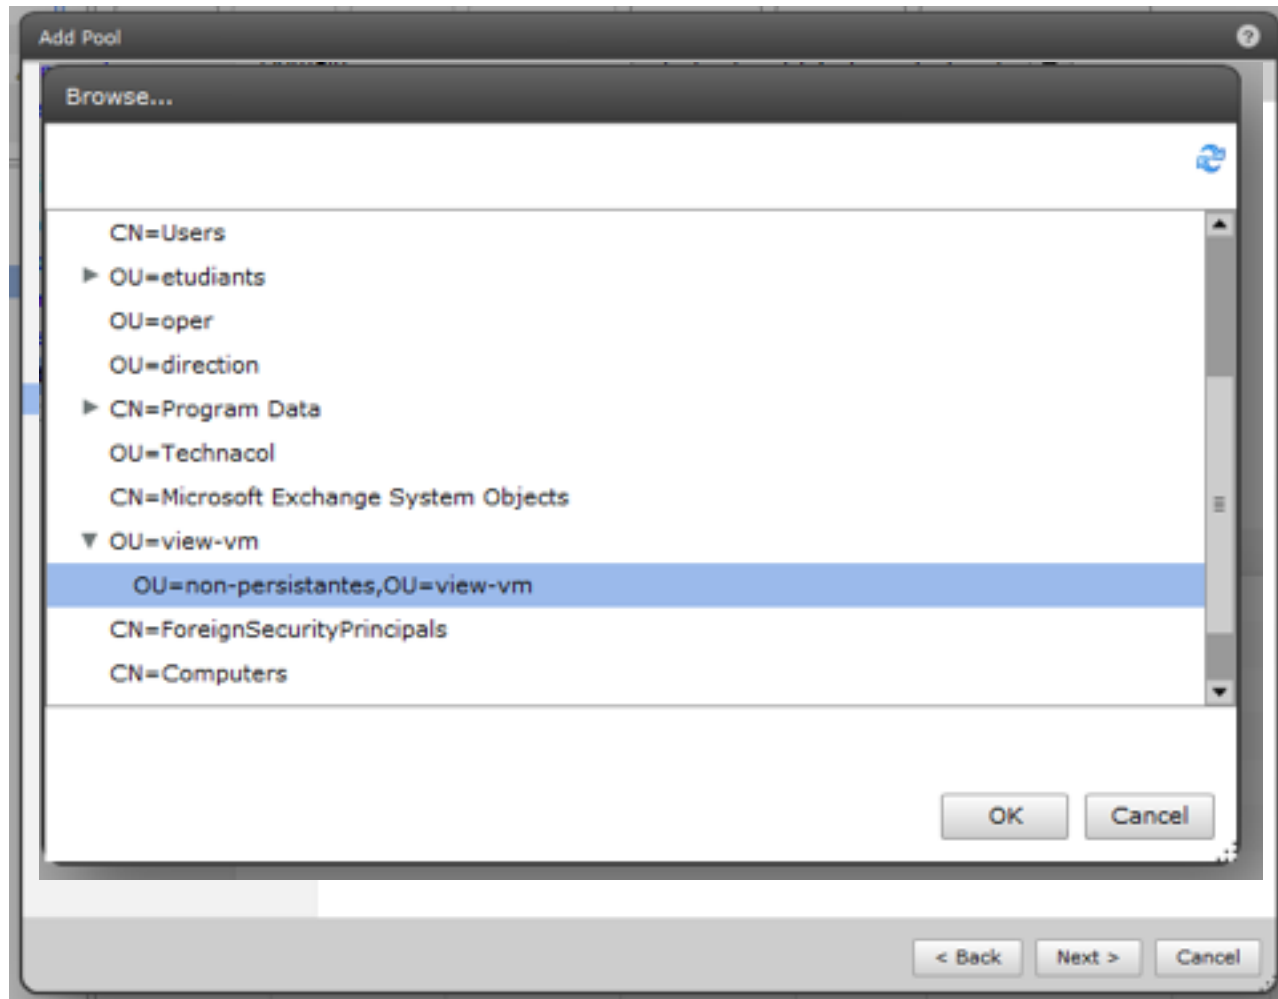 Add Pool
Browse...
CN=Users
OU=etudiants
OU=oper
OU=direction
CN=Program Data
OU=Technacol
CN=Microsoft Exchange System Objects
OU=view-vm
OU=non-persistantes,OU=view-vm
CN=ForeignSecurityPrincipals
CN=Computers
OK Cancel
< Back Next > Cancel